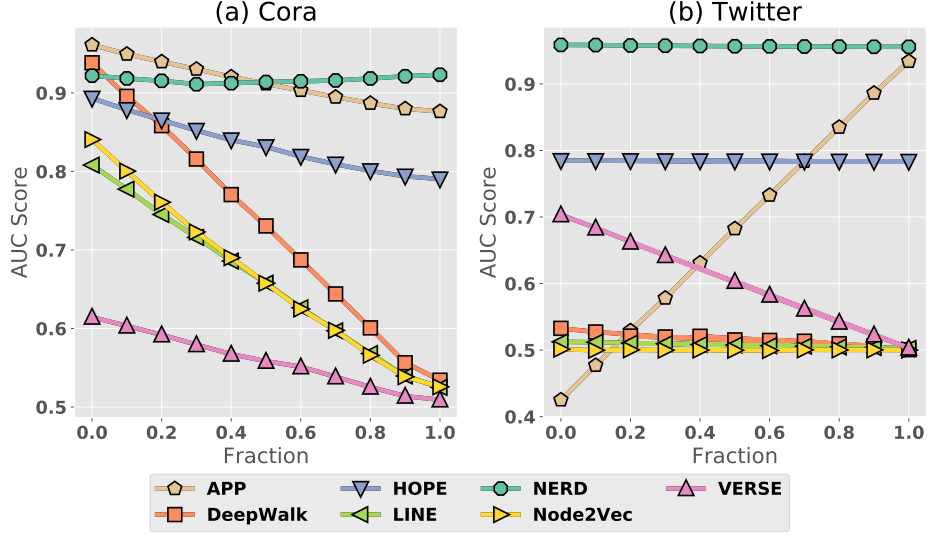 (a) Cora
(b) Twitter
AUC Score
0.9
0.8
0.7
0.6
0.5
0.0 0.2 0.4 0.6 0.8 1.0
Fraction
AUC Score
0.9
0.8
0.7
0.6
0.5
0.4
0.0 0.2 0.4 0.6 0.8 1.0
Fraction
APP HOPE NERD VERSE
DeepWalk LINE Node2Vec